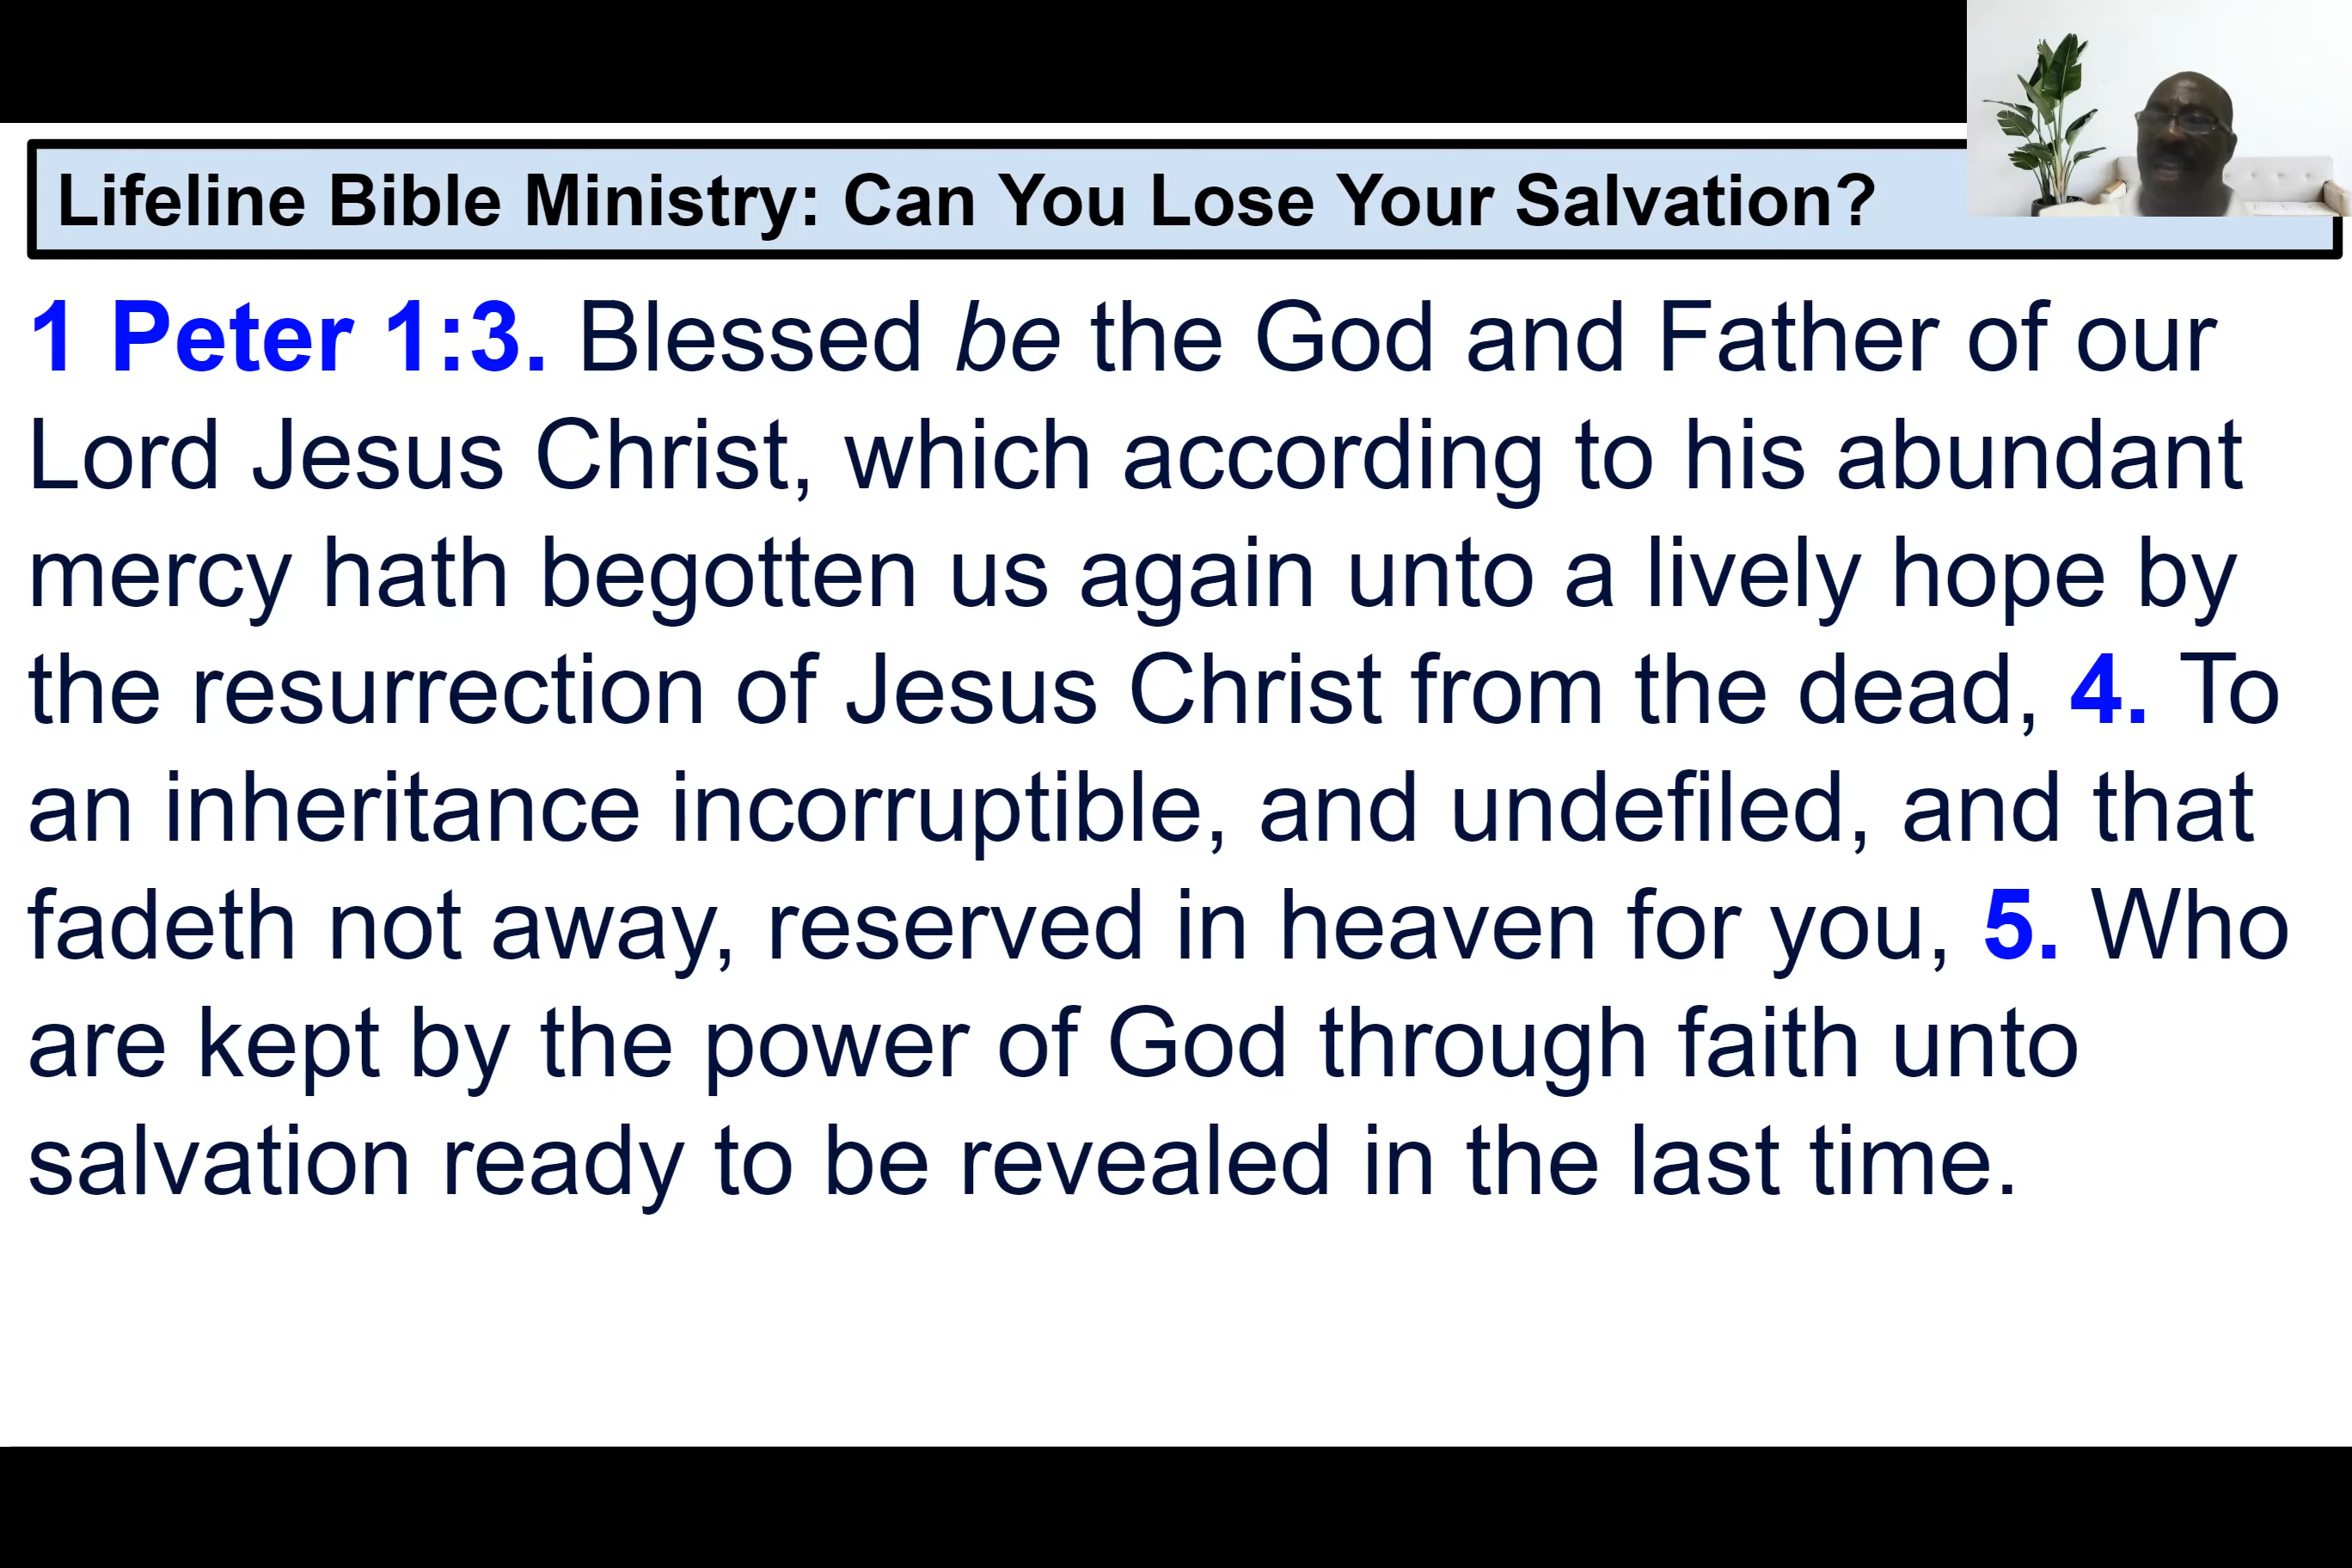 Lifeline Bible Ministry: Can You Lose Your Salvation?
1 Peter 1:3. Blessed be the God and Father of our
Lord Jesus Christ, which according to his abundant
mercy hath begotten us again unto a lively hope by
the resurrection of Jesus Christ from the dead, 4. To
an inheritance incorruptible, and undefiled, and that
fadeth not away, reserved in heaven for you, 5. Who
are kept by the power of God through faith unto
salvation ready to be revealed in the last time.